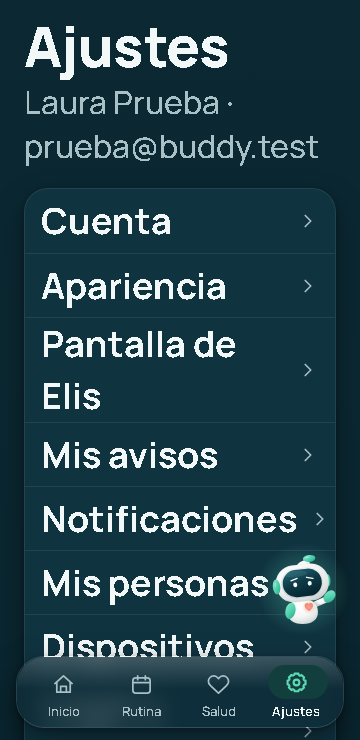 Ajustes
Laura Prueba ·
prueba@buddy.test
Cuenta
Apariencia
Pantalla de
Elis
Mis avisos
Notificaciones
Mis personas
Dispositivos
Inicio
Rutina
Salud
Ajustes